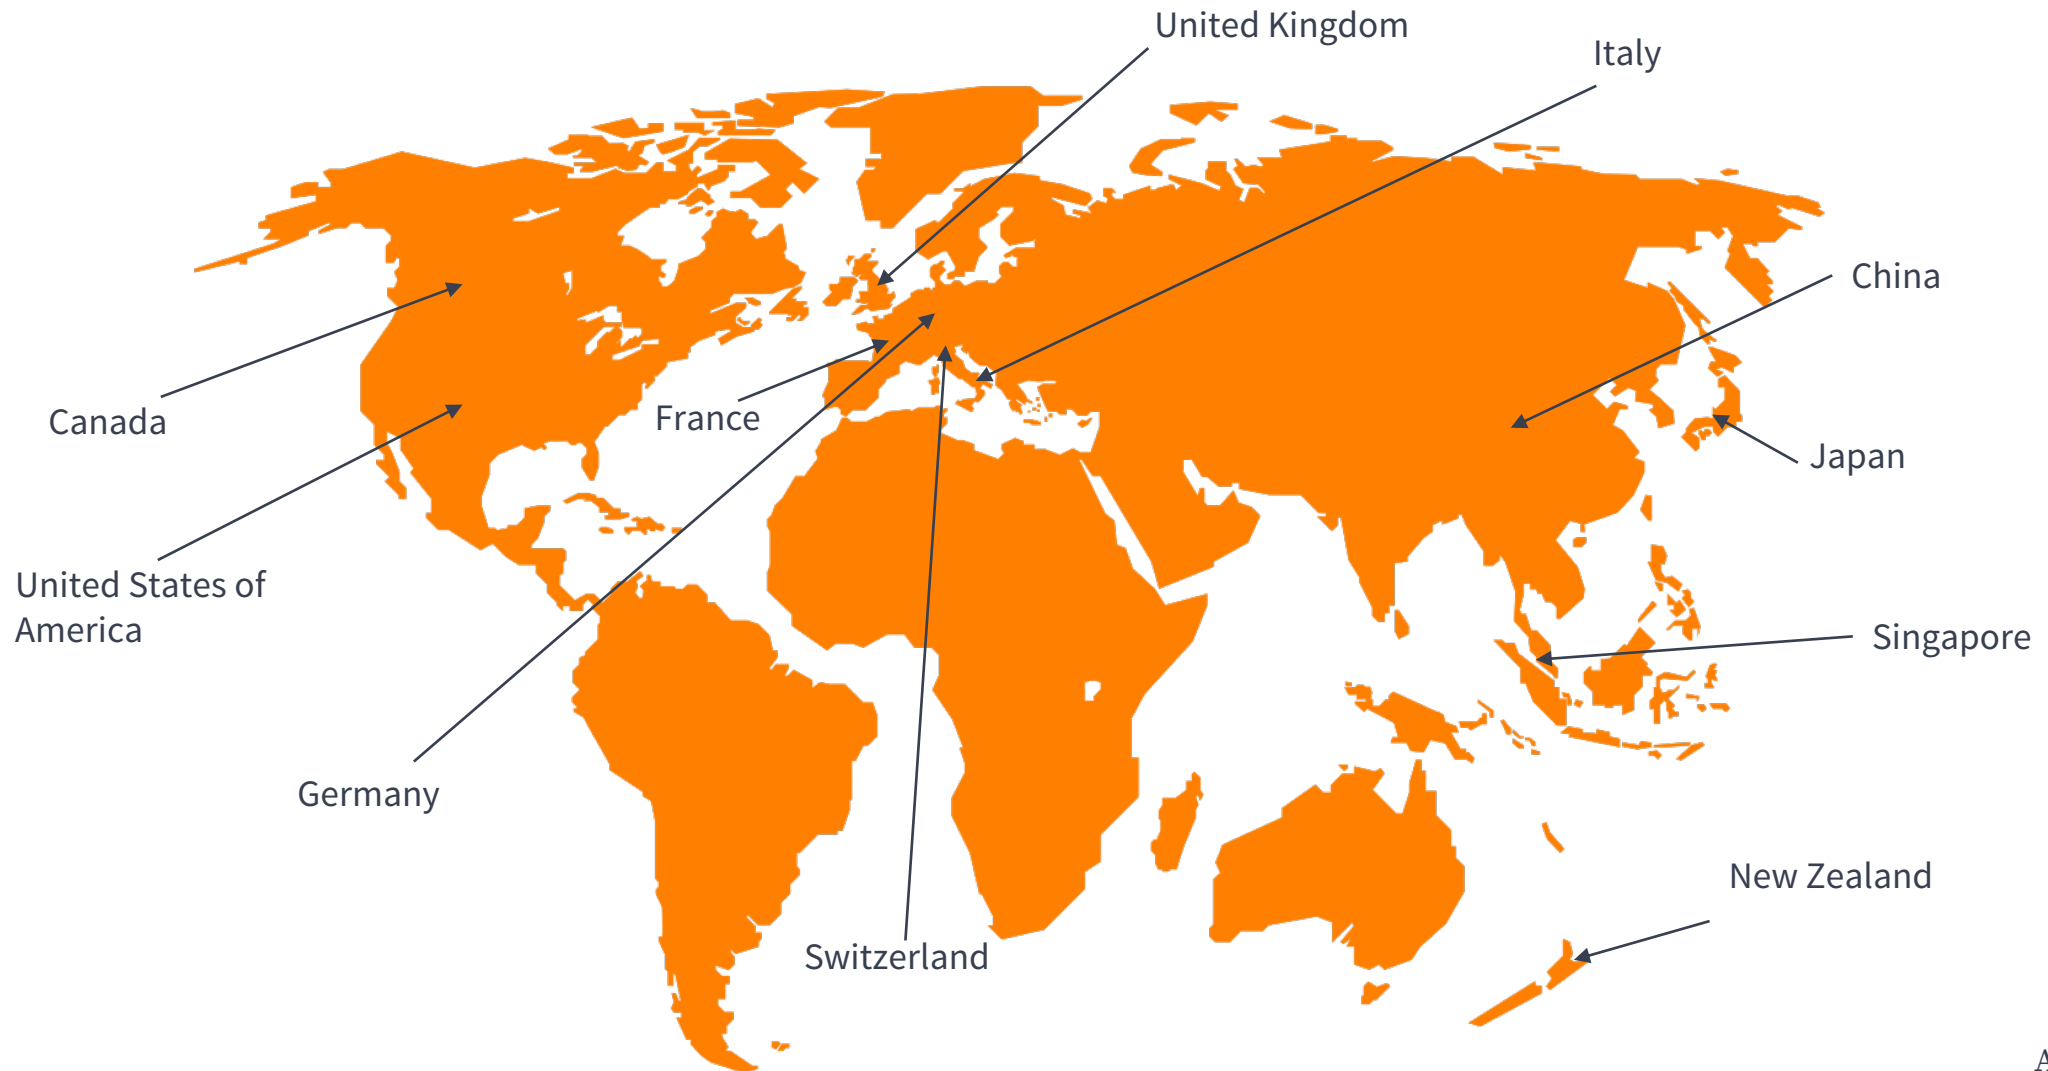 United Kingdom
Italy
China
Canada
France
Japan
United States of
America
Singapore
Germany
New Zealand
Switzerland
A